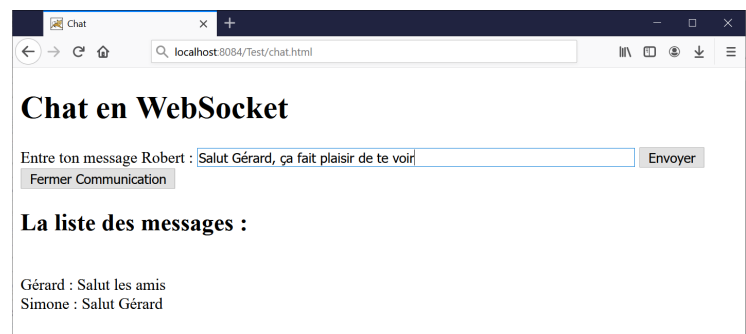 Chat
localhost:8084/Test/chat.html
Chat en WebSocket
Entre ton message Robert : Salut Gérard, ça fait plaisir de te voir Envoyer
Fermer Communication
La liste des messages :
Gérard : Salut les amis
Simone : Salut Gérard